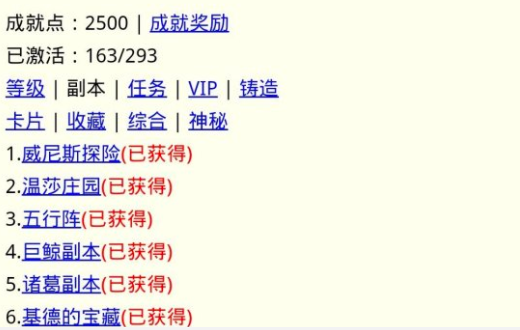 成就点：2500 | 成就奖励
已激活：163/293
等级 | 副本 | 任务 | VIP | 铸造
卡片 | 收藏 | 综合 | 神秘
1.威尼斯探险(已获得)
2.温莎庄园(已获得)
3.五行阵(已获得)
4.巨鲸副本(已获得)
5.诸葛副本(已获得)
6.基德的宝藏(已获得)